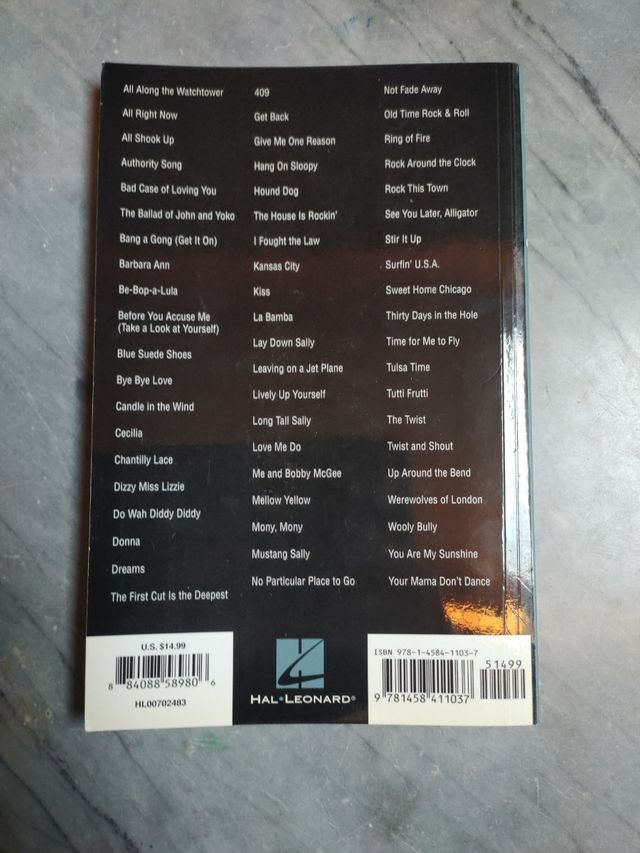 All Along the Watchtower
All Right Now
All Shook Up
Authority Song
Bad Case of Loving You
The Ballad of John and Yoko
Bang a Gong (Get It On)
Barbara Ann
Be-Bop-a-Lula
Before You Accuse Me
(Take a Look at Yourself)
Blue Suede Shoes
Bye Bye Love
Candle in the Wind
Cecilia
Chantilly Lace
Dizzy Miss Lizzie
Do Wah Diddy Diddy
Donna
Dreams
The First Cut Is the Deepest
409
Get Back
Give Me One Reason
Hang On Sloopy
Hound Dog
The House Is Rockin'
I Fought the Law
Kansas City
Kiss
La Bamba
Lay Down Sally
Leaving on a Jet Plane
Lively Up Yourself
Long Tall Sally
Love Me Do
Me and Bobby McGee
Mellow Yellow
Mony, Mony
Mustang Sally
No Particular Place to Go
Not Fade Away
Old Time Rock & Roll
Ring of Fire
Rock Around the Clock
Rock This Town
See You Later, Alligator
Stir It Up
Surfin' U.S.A.
Sweet Home Chicago
Thirty Days in the Hole
Time for Me to Fly
Tulsa Time
Tutti Frutti
The Twist
Twist and Shout
Up Around the Bend
Werewolves of London
Wooly Bully
You Are My Sunshine
Your Mama Don't Dance
U.S. $14.99
8 84088 58980 6
HL00702483
HAL•LEONARD®
ISBN 978-1-4584-1103-7
51499
9 781458 411037